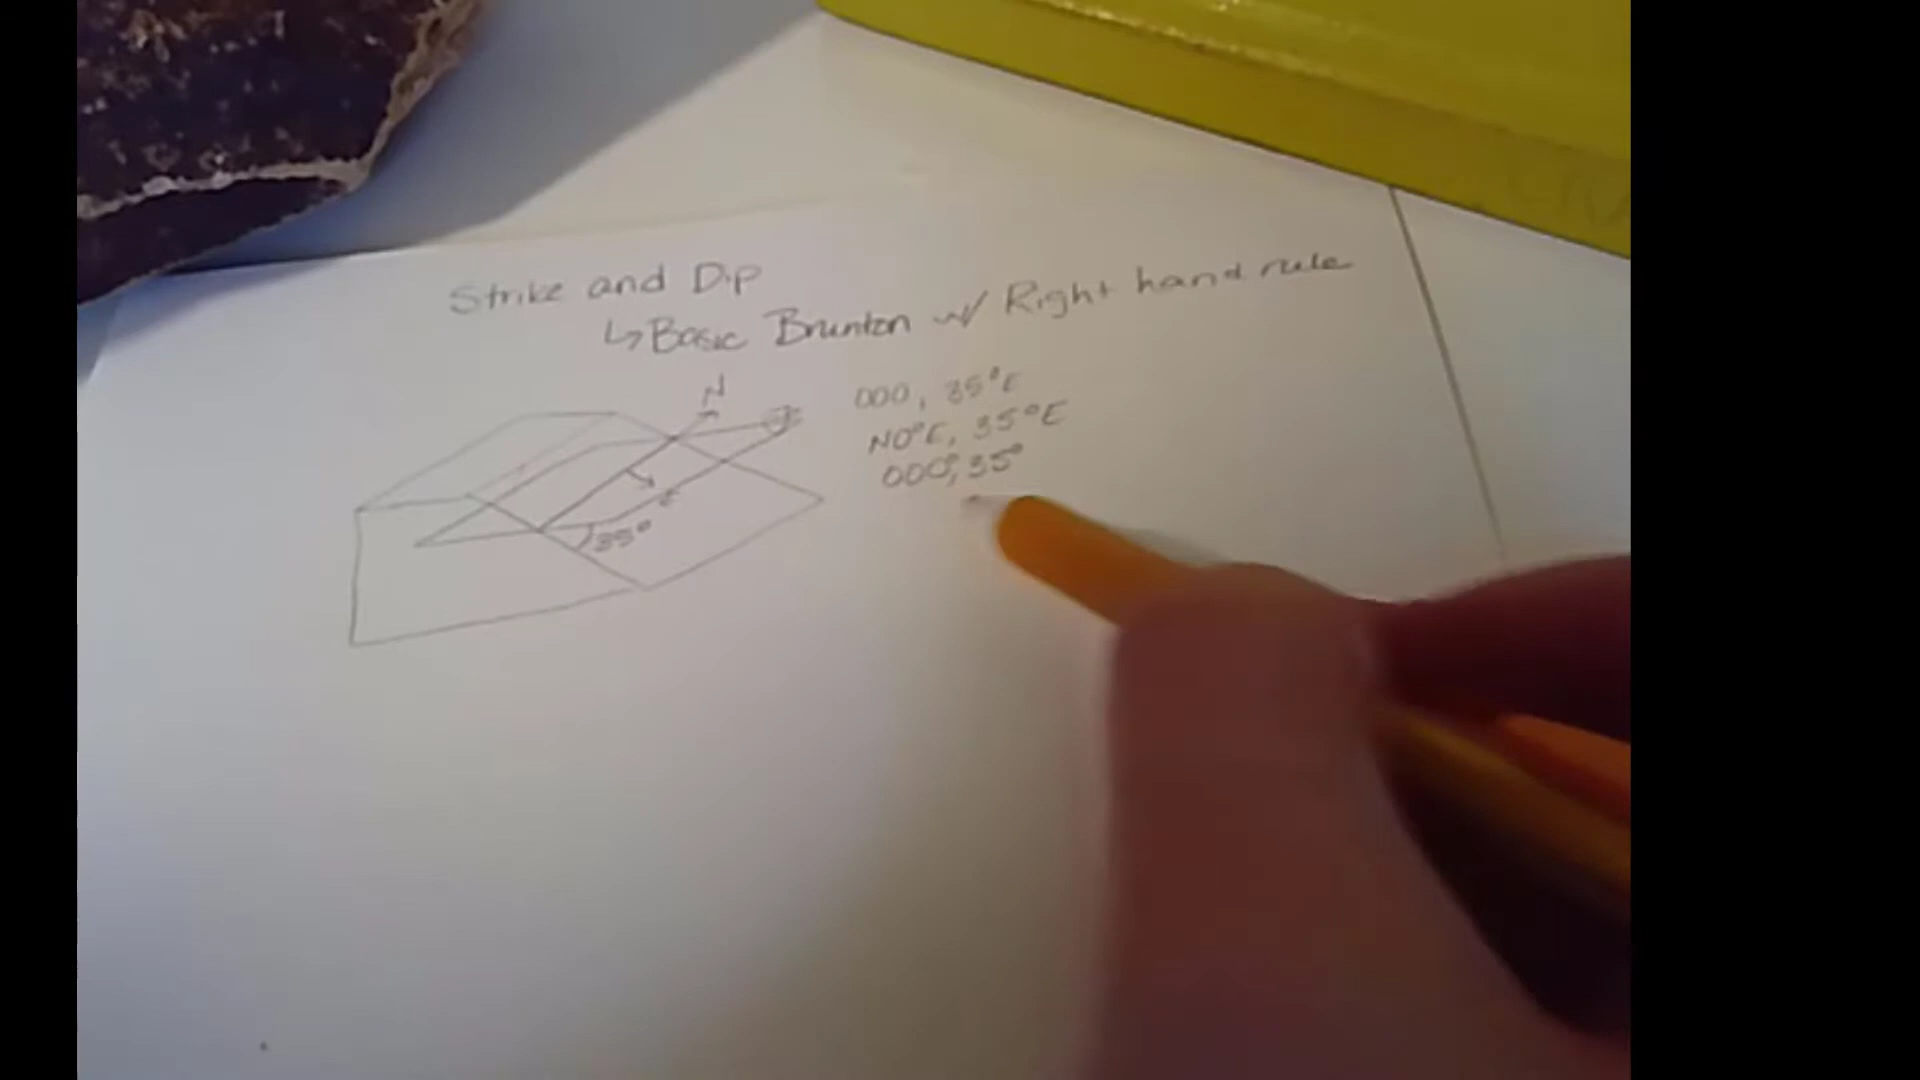 Strike and Dip
↳ Basic Brunton w/ Right hand rule
N
000, 35°E
N0°E, 35°E
000°, 35°
E
35°